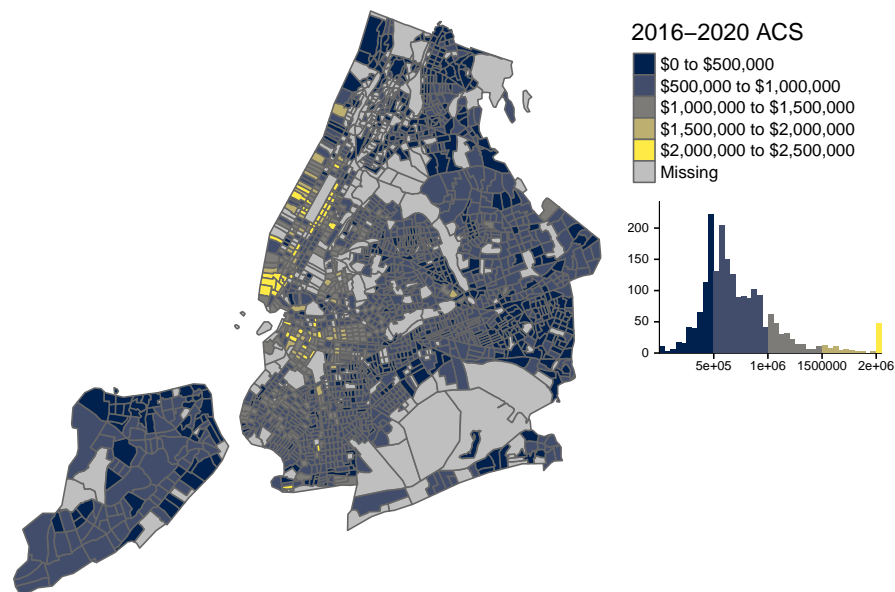 2016–2020 ACS
$0 to $500,000
$500,000 to $1,000,000
$1,000,000 to $1,500,000
$1,500,000 to $2,000,000
$2,000,000 to $2,500,000
Missing
200
150
100
50
0
5e+05 1e+06 1500000 2e+06